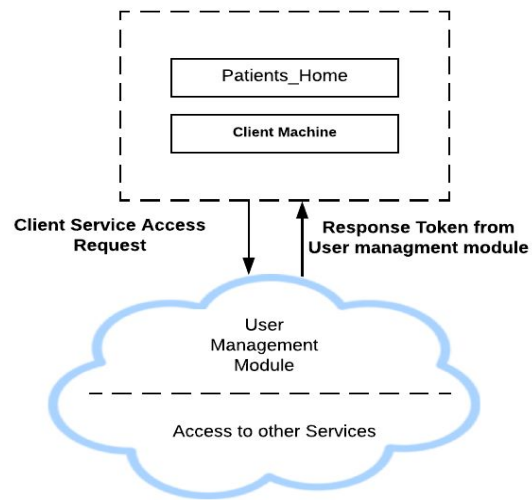 Patients_Home
Client Machine
Client Service Access
Request
Response Token from
User managment module
User
Management
Module
Access to other Services